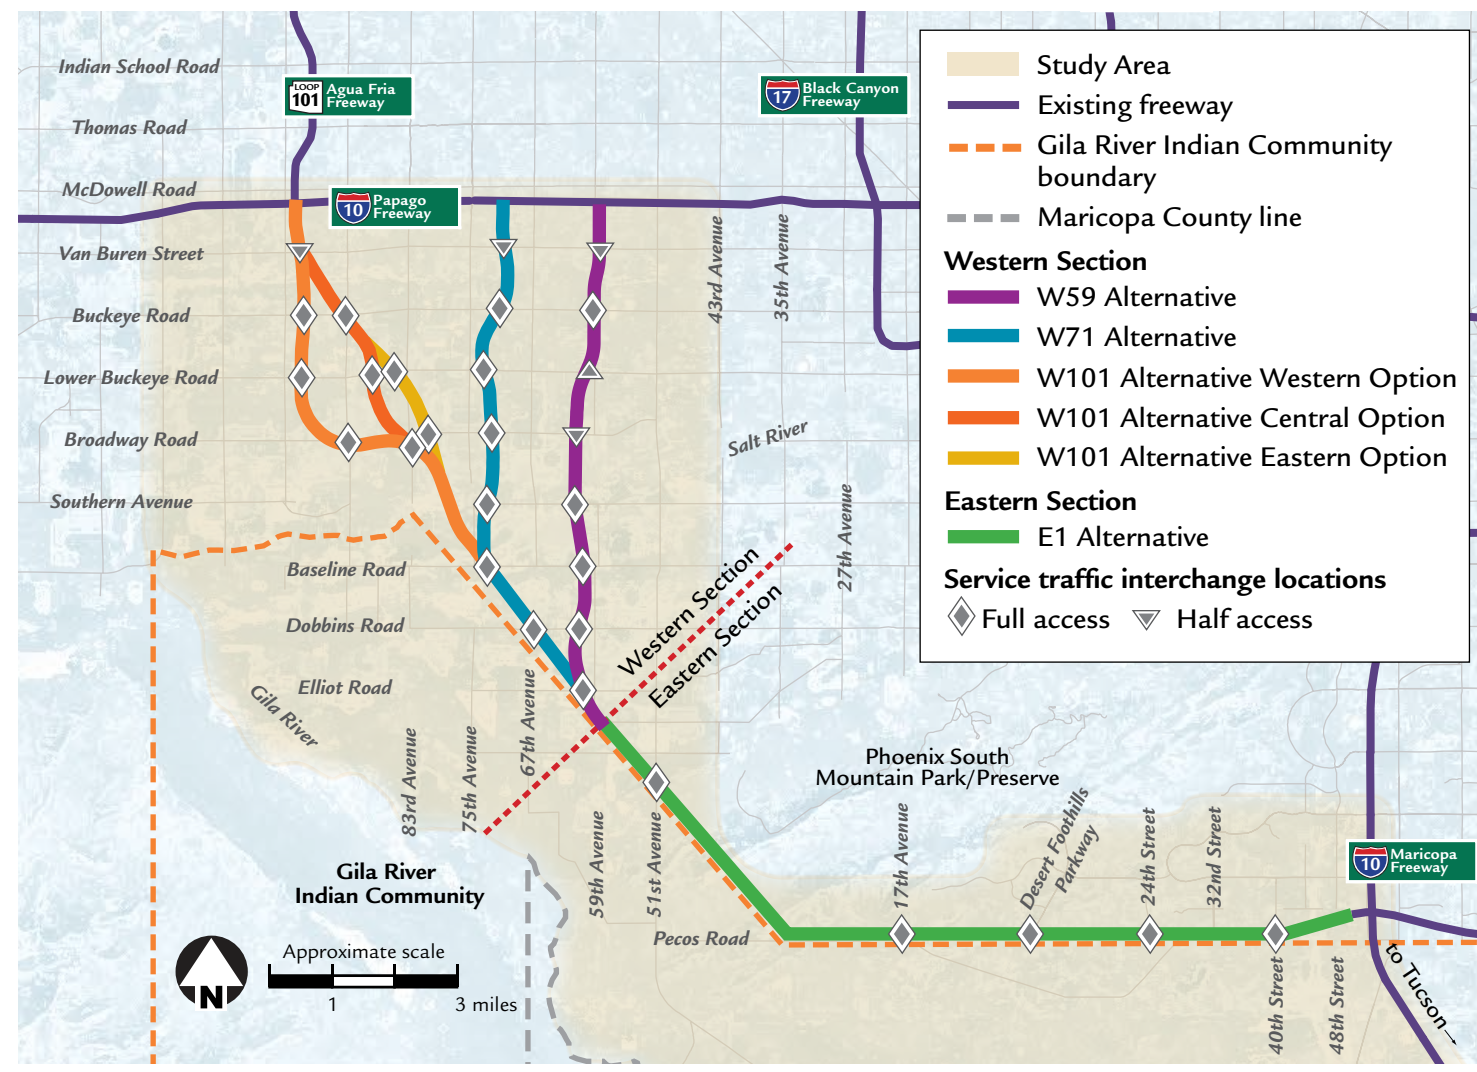 Indian School Road
Thomas Road
McDowell Road
Van Buren Street
Buckeye Road
Lower Buckeye Road
Broadway Road
Southern Avenue
Baseline Road
Dobbins Road
Elliot Road
Gila River
LOOP
101
Agua Fria
Freeway
10
Papago
Freeway
17
Black Canyon
Freeway
43rd Avenue
35th Avenue
Salt River
27th Avenue
Western Section
Eastern Section
83rd Avenue
75th Avenue
67th Avenue
59th Avenue
51st Avenue
Phoenix South
Mountain Park/Preserve
17th Avenue
Desert Foothills
Parkway
24th Street
32nd Street
40th Street
48th Street
Pecos Road
10
Maricopa
Freeway
to Tucson
Gila River
Indian Community
N
Approximate scale
1
3 miles
Study Area
Existing freeway
Gila River Indian Community
boundary
Maricopa County line
Western Section
W59 Alternative
W71 Alternative
W101 Alternative Western Option
W101 Alternative Central Option
W101 Alternative Eastern Option
Eastern Section
E1 Alternative
Service traffic interchange locations
Full access
Half access